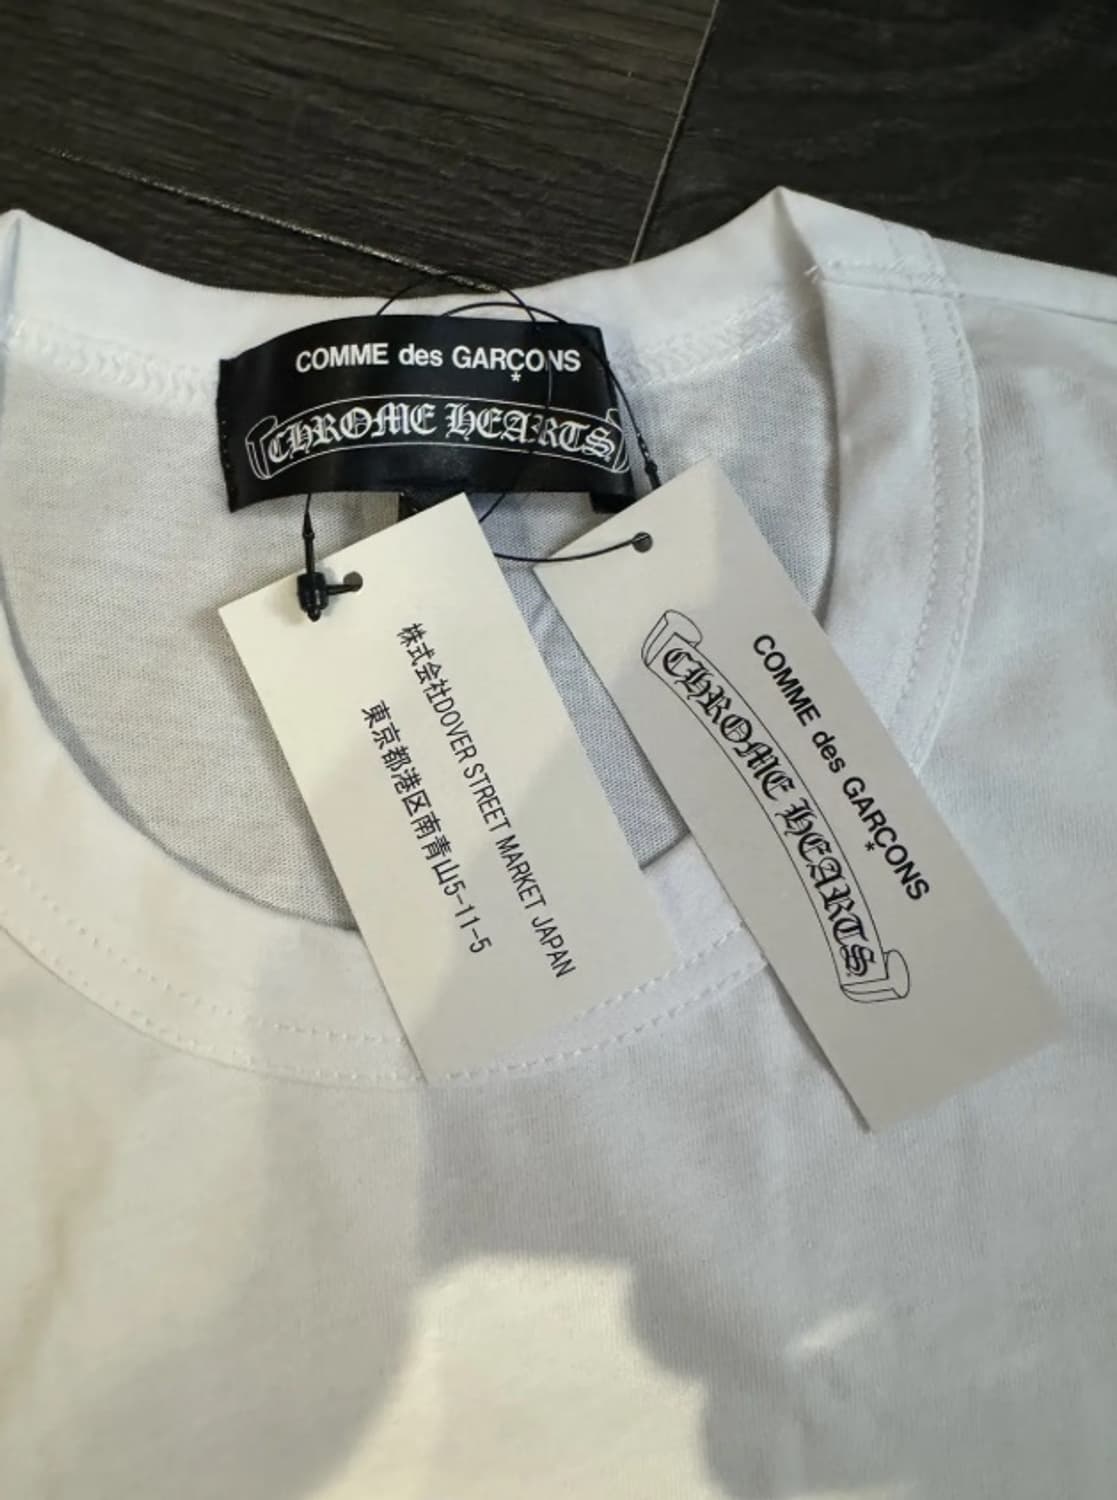 COMME des GARÇONS
*
CHROME HEARTS
株式会社DOVER STREET MARKET JAPAN
東京都港区南青山5-11-5
COMME des GARÇONS
*
CHROME HEARTS